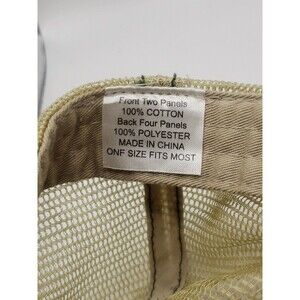 Front Two Panels
100% COTTON
Back Four Panels
100% POLYESTER
MADE IN CHINA
ONE SIZE FITS MOST